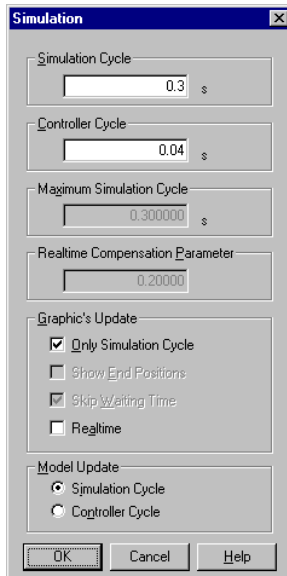 Simulation
Simulation Cycle
0.3 s
Controller Cycle
0.04 s
Maximum Simulation Cycle
0.300000 s
Realtime Compensation Parameter
0.20000
Graphic's Update
Only Simulation Cycle
Show End Positions
Skip Waiting Time
Realtime
Model Update
Simulation Cycle
Controller Cycle
OK Cancel Help